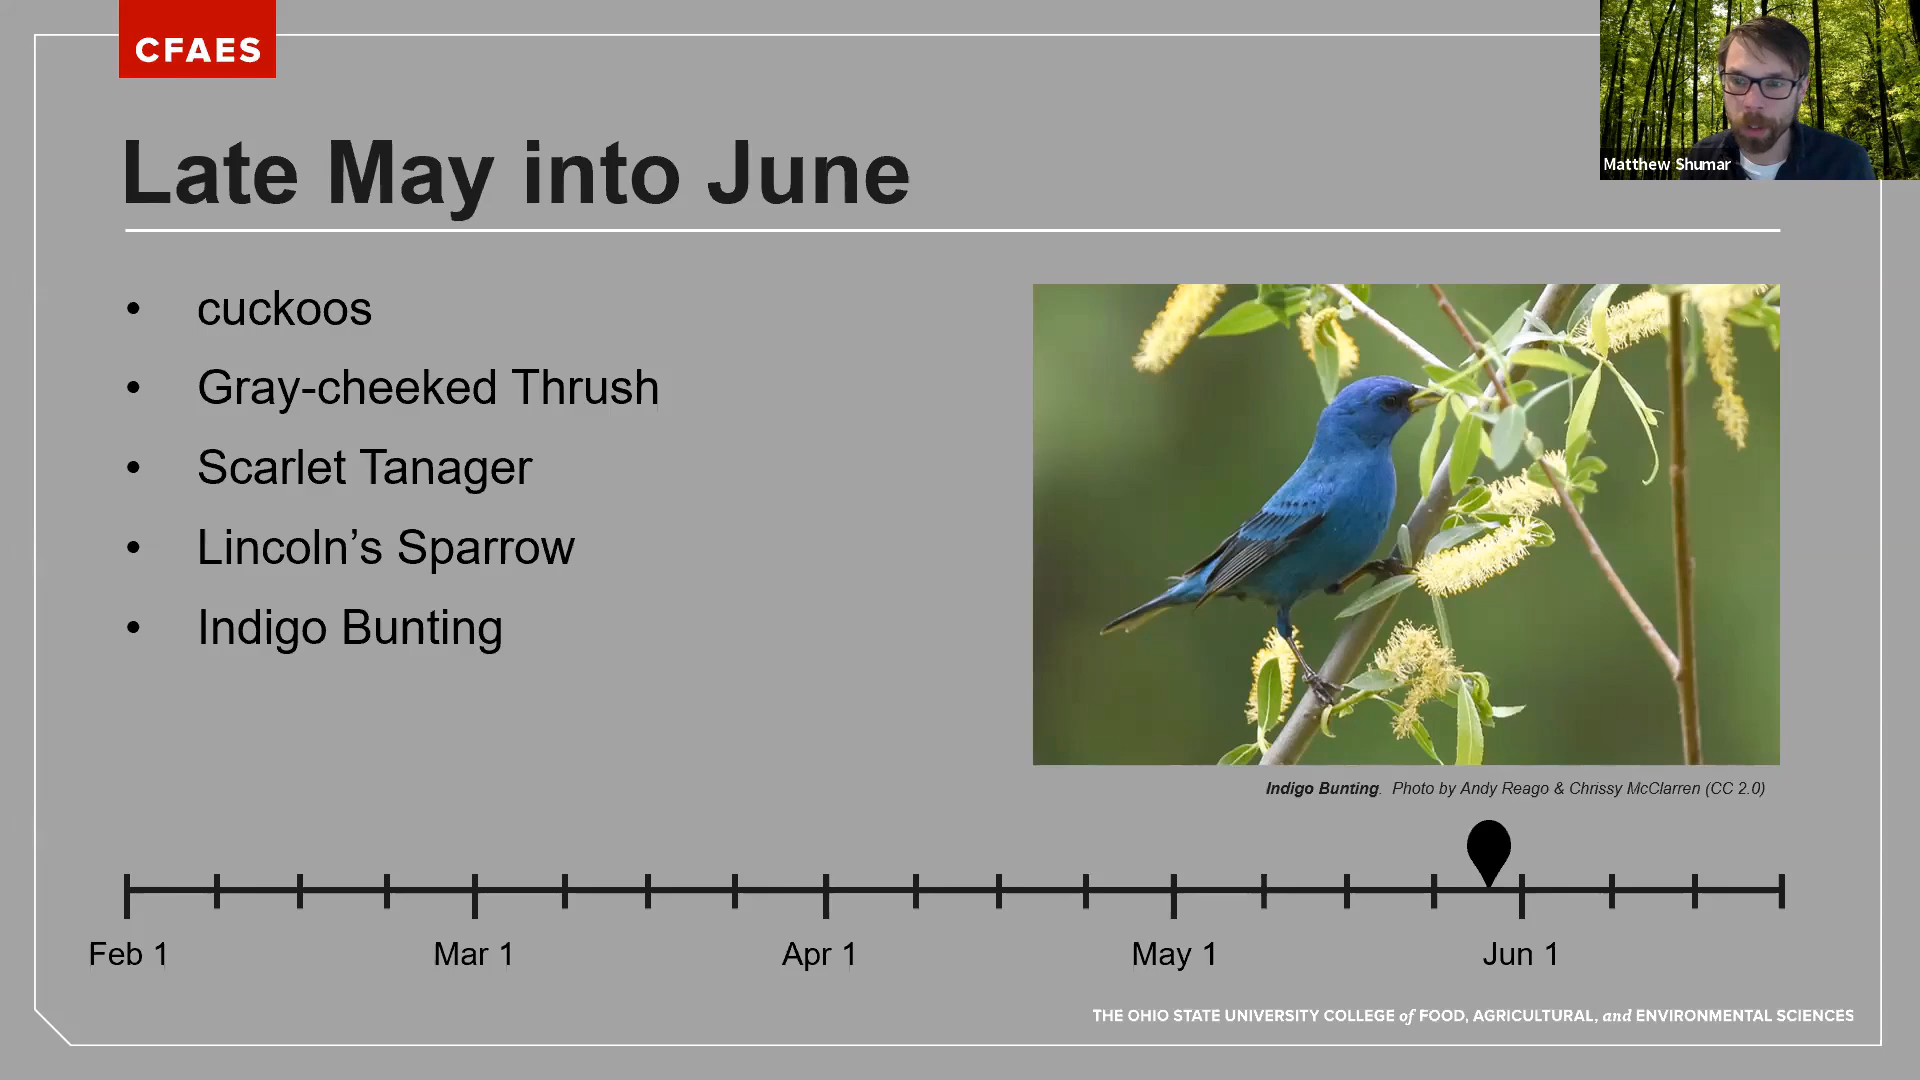 CFAES
Matthew Shumar
Late May into June
• cuckoos
• Gray-cheeked Thrush
• Scarlet Tanager
• Lincoln’s Sparrow
• Indigo Bunting
Indigo Bunting. Photo by Andy Reago & Chrissy McClarren (CC 2.0)
Feb 1 Mar 1 Apr 1 May 1 Jun 1
THE OHIO STATE UNIVERSITY COLLEGE of FOOD, AGRICULTURAL, and ENVIRONMENTAL SCIENCES